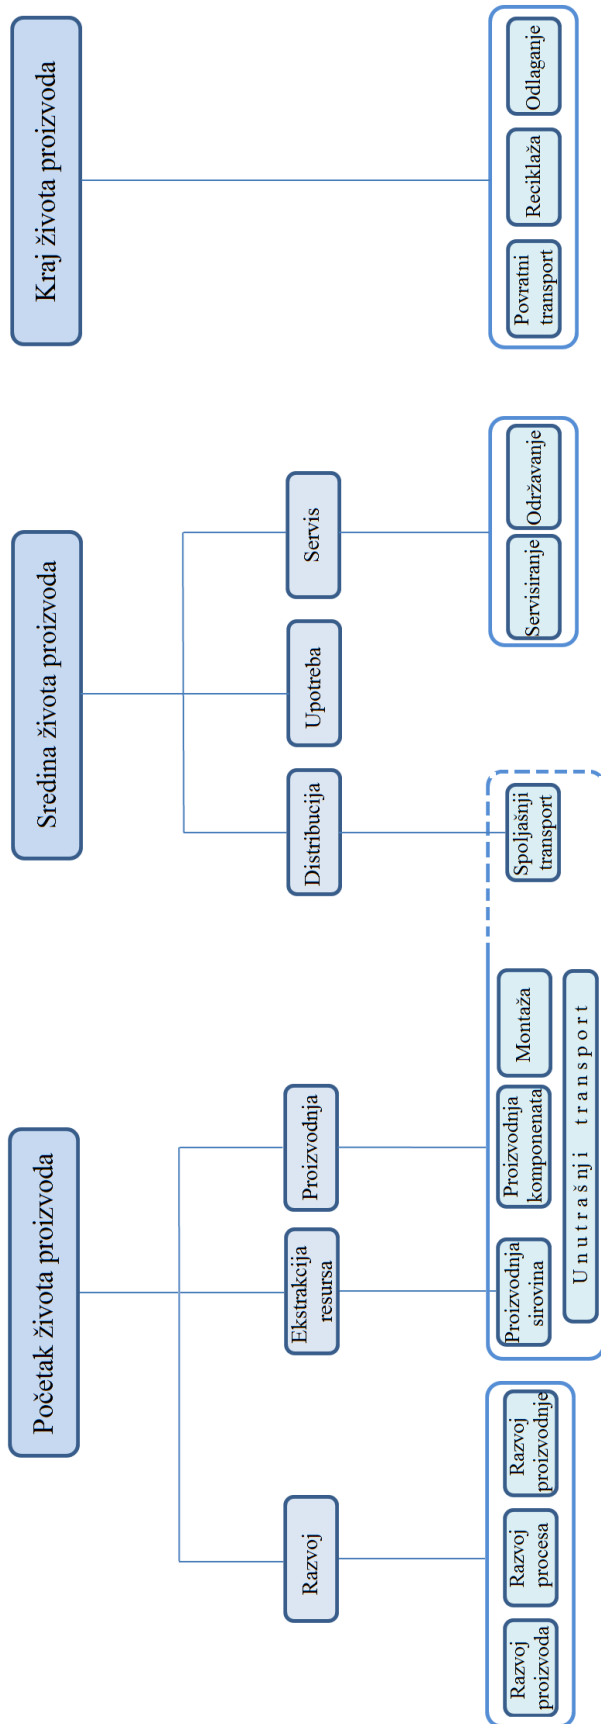 Početak života proizvoda
Sredina života proizvoda
Kraj života proizvoda
Razvoj
Ekstrakcija
resursa
Proizvodnja
Distribucija
Upotreba
Servis
Razvoj
proizvoda
Razvoj
procesa
Razvoj
proizvodnje
Proizvodnja
sirovina
Proizvodnja
komponenata
Montaža
Unutrašnji transport
Spoljašnji
transport
Servisiranje
Održavanje
Povratni
transport
Reciklaža
Odlaganje